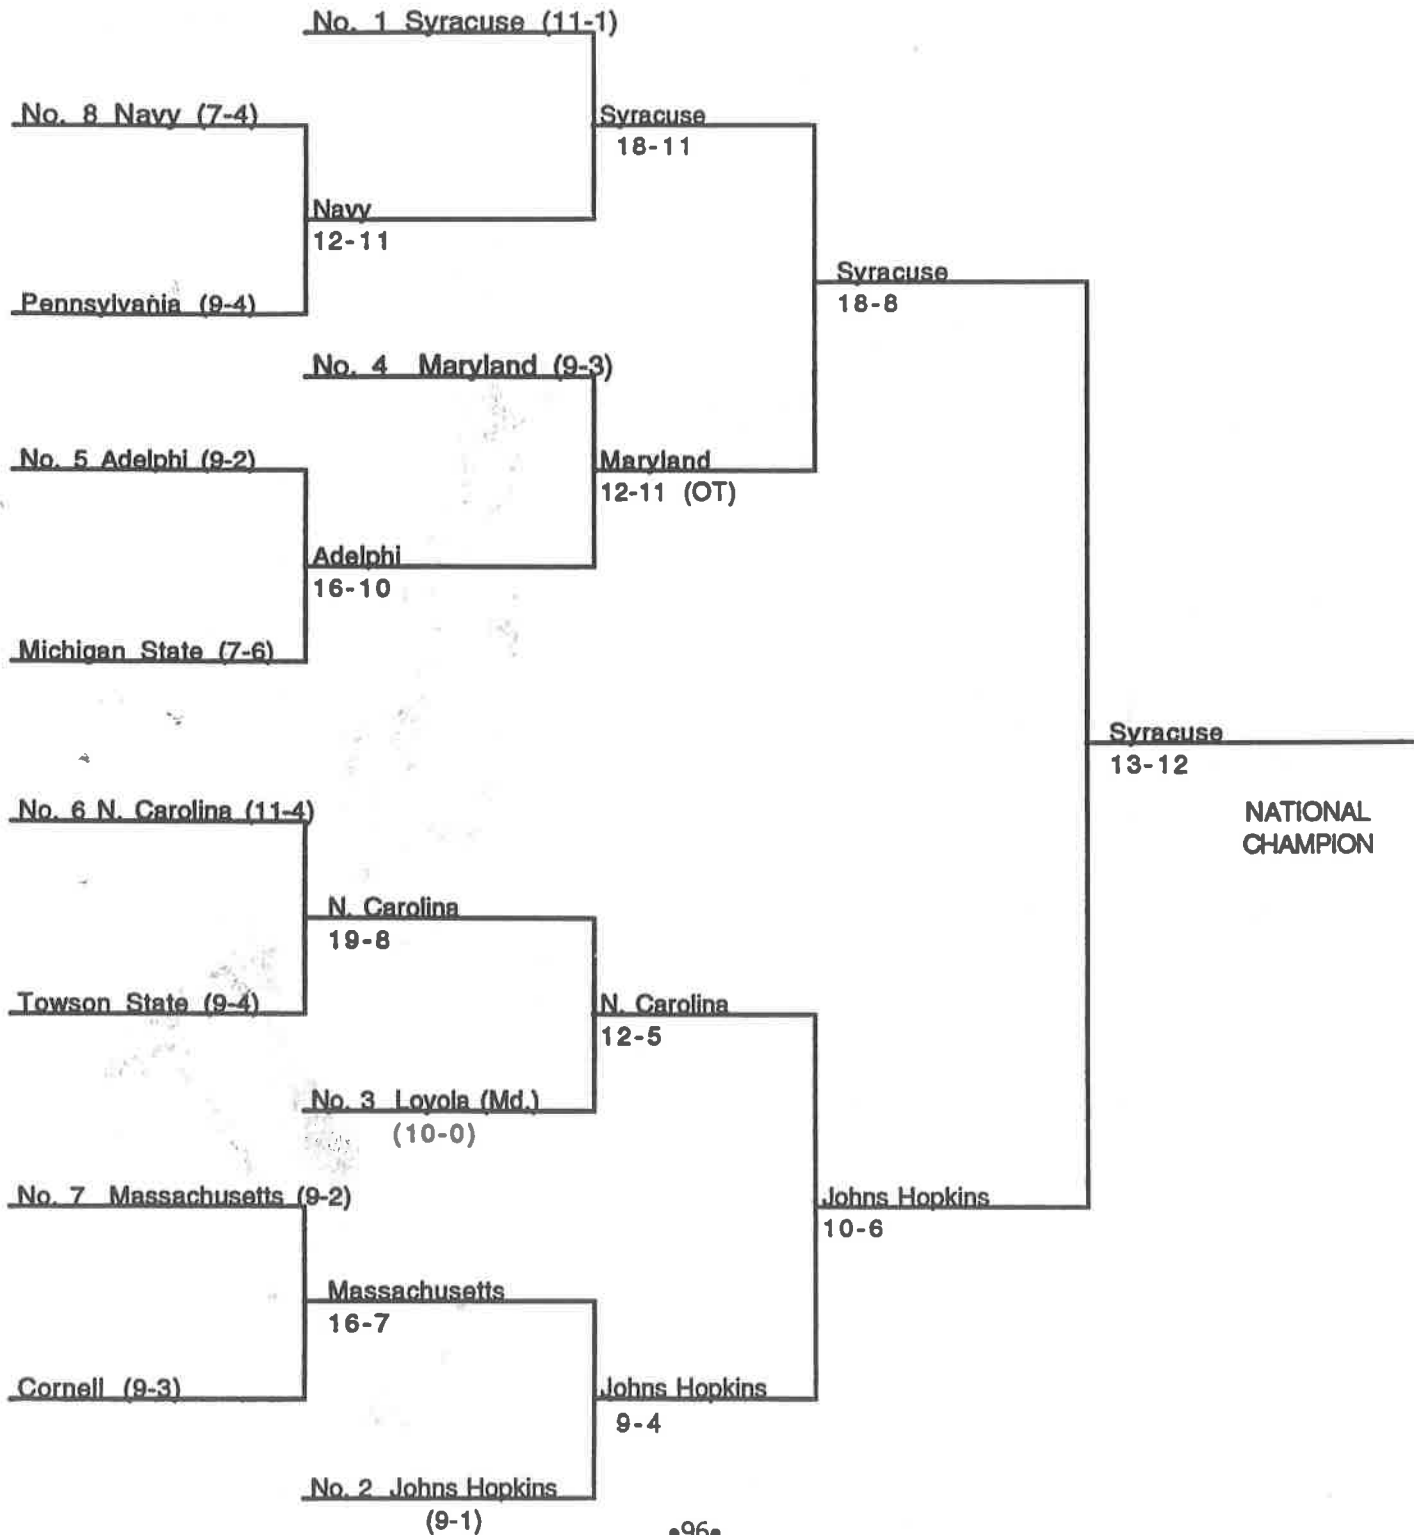 No. 1 Syracuse (11-1)
No. 8 Navy (7-4)
Syracuse
18-11
Navy
12-11
Syracuse
18-8
Pennsylvania (9-4)
No. 4 Maryland (9-3)
No. 5 Adelphi (9-2)
Maryland
12-11 (OT)
Adelphi
16-10
Michigan State (7-6)
Syracuse
13-12
NATIONAL
CHAMPION
No. 6 N. Carolina (11-4)
N. Carolina
19-8
Towson State (9-4)
N. Carolina
12-5
No. 3 Loyola (Md.)
(10-0)
No. 7 Massachusetts (9-2)
Johns Hopkins
10-6
Massachusetts
16-7
Cornell (9-3)
Johns Hopkins
9-4
No. 2 Johns Hopkins
(9-1)
•96•